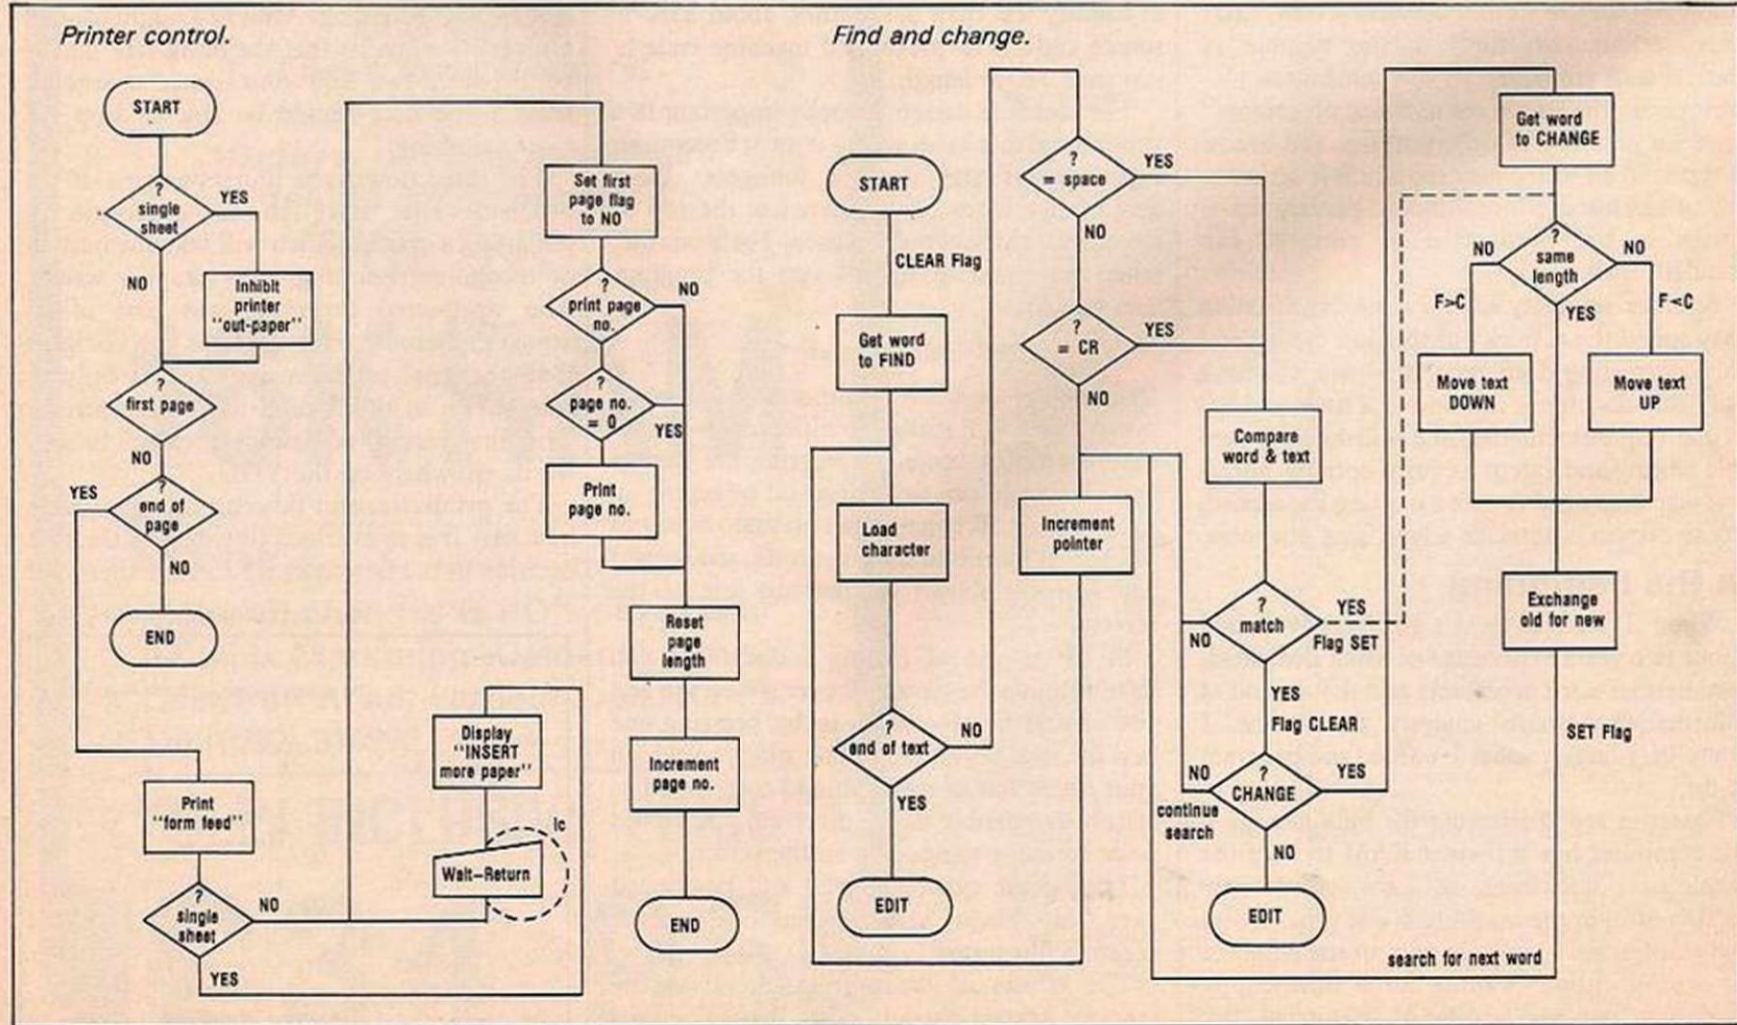 Printer control.
START
?
single
sheet
YES
NO
Inhibit
printer
"out-paper"
?
first page
NO
?
end of
page
YES
NO
END
Print
"form feed"
?
single
sheet
NO
YES
Display
"INSERT
more paper"
Ic
Wait-Return
Set first
page flag
to NO
?
print page
no.
NO
?
page no.
= 0
YES
Print
page no.
Reset
page
length
Increment
page no.
END
Find and change.
START
CLEAR Flag
Get word
to FIND
Load
character
?
end of text
NO
YES
EDIT
?
= space
YES
NO
?
= CR
YES
NO
Increment
pointer
Compare
word & text
?
match
YES
Flag SET
NO
YES
Flag CLEAR
?
CHANGE
NO
continue
search
YES
NO
EDIT
Get word
to CHANGE
?
same
length
NO
NO
F>C
F<C
YES
Move text
DOWN
Move text
UP
Exchange
old for new
SET Flag
search for next word